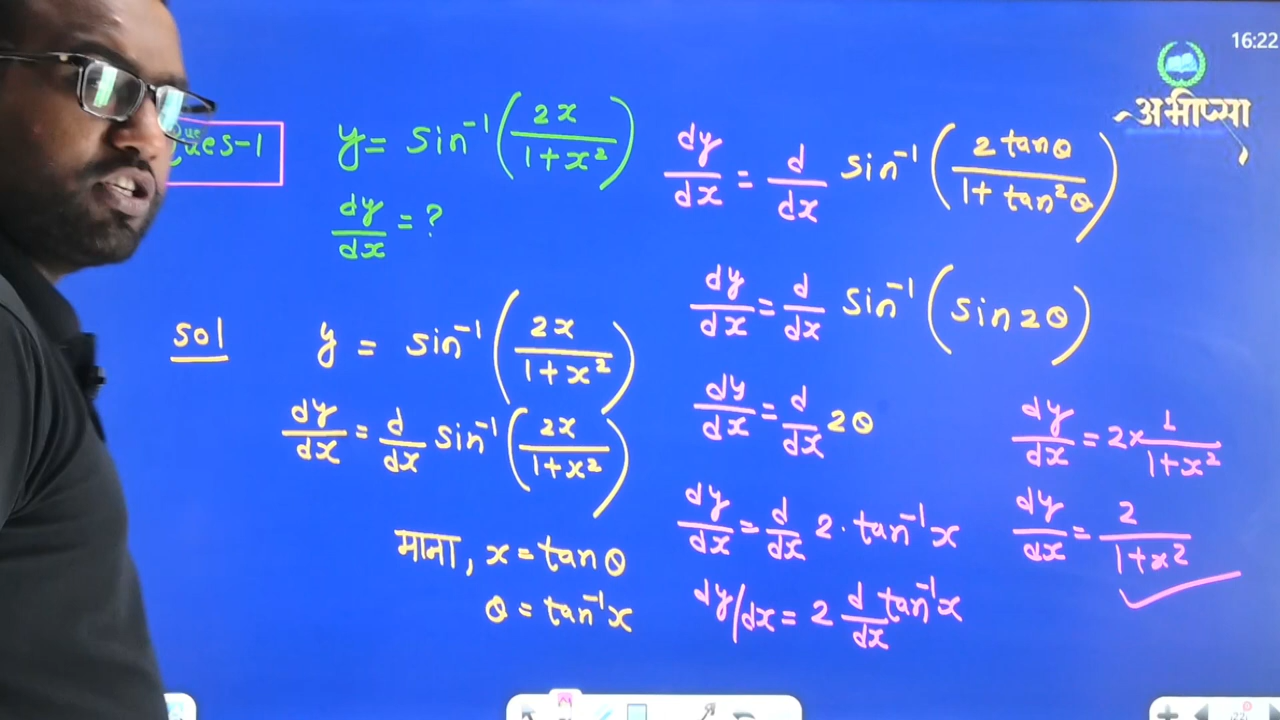 16:22
अभीप्सा
Ques-1
y = sin⁻¹(2x/(1+x²))
dy/dx = ?
sol
y = sin⁻¹(2x/(1+x²))
dy/dx = d/dx sin⁻¹(2x/(1+x²))
माना, x = tanθ
θ = tan⁻¹x
dy/dx = d/dx sin⁻¹(2tanθ/(1+tan²θ))
dy/dx = d/dx sin⁻¹(sin2θ)
dy/dx = d/dx 2θ
dy/dx = d/dx 2·tan⁻¹x
dy/dx = 2 d/dx tan⁻¹x
dy/dx = 2×1/(1+x²)
dy/dx = 2/(1+x²)